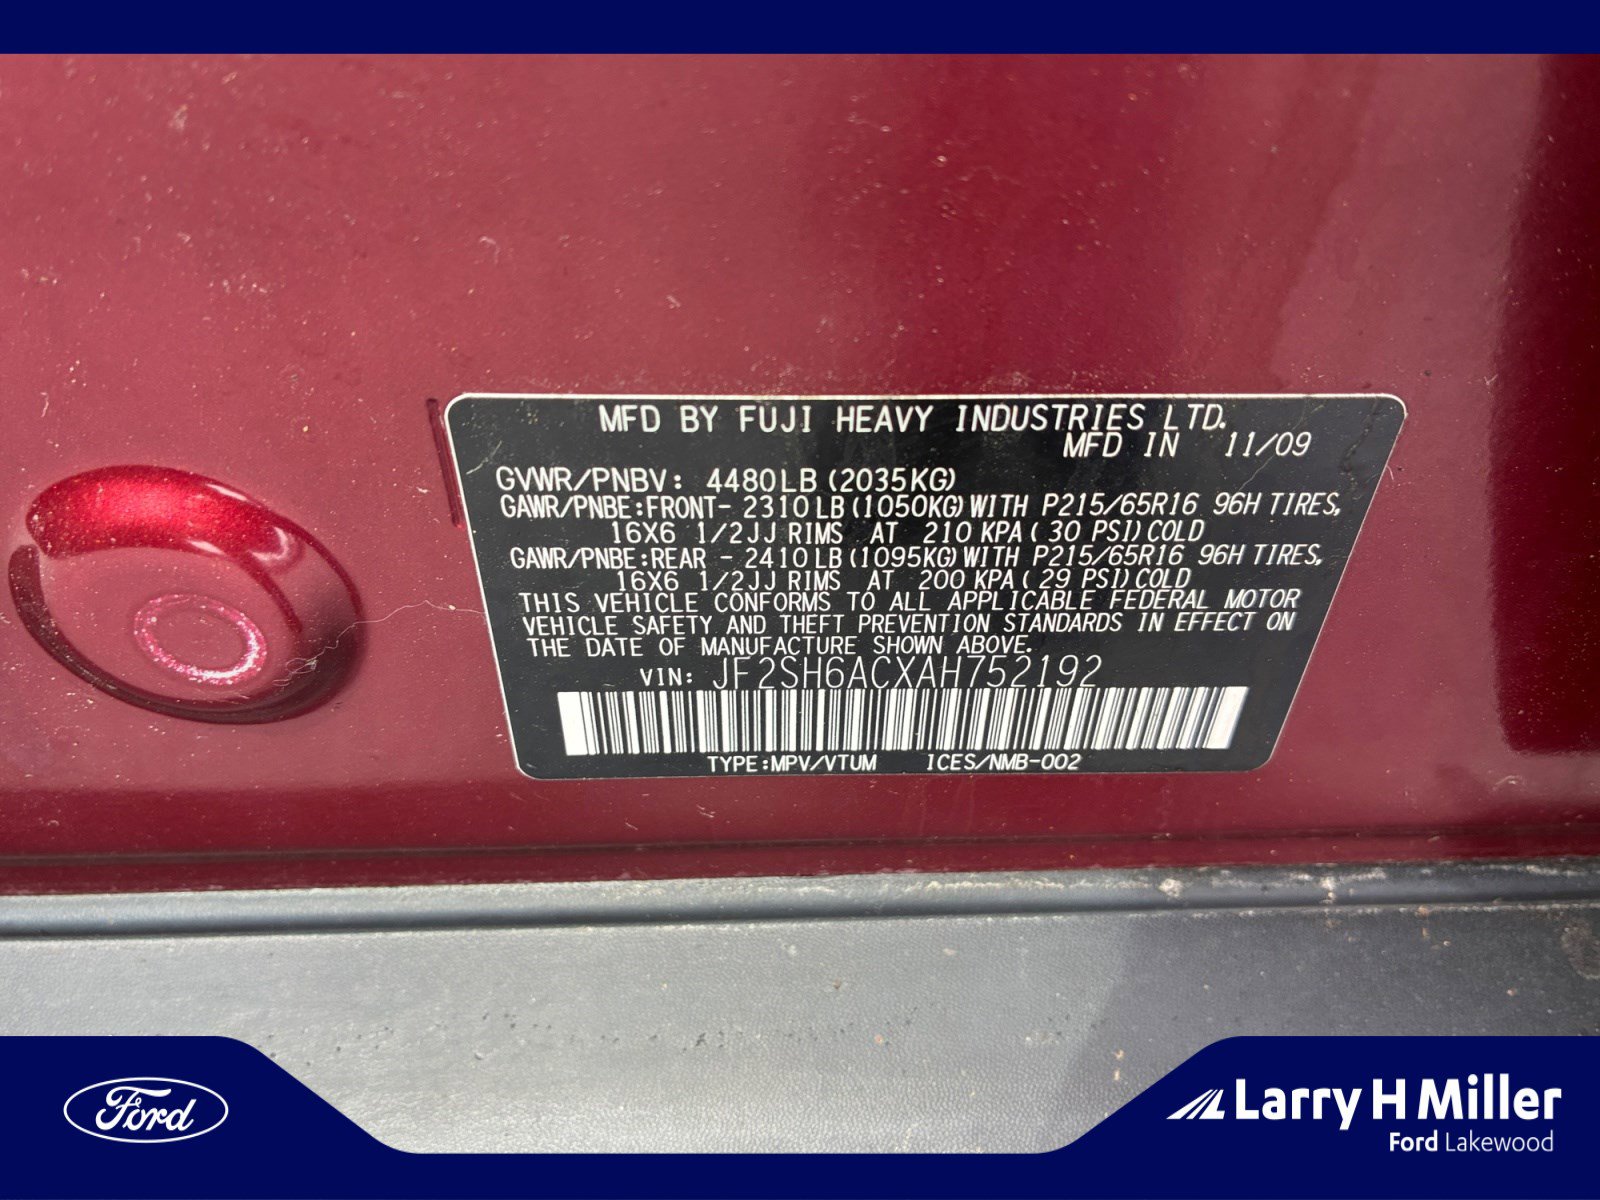 MFD BY FUJI HEAVY INDUSTRIES LTD.
MFD IN 11/09
GVWR/PNBV: 4480LB (2035KG)
GAWR/PNBE:FRONT- 2310LB (1050KG) WITH P215/65R16 96H TIRES,
16X6 1/2JJ RIMS AT 210 KPA (30 PSI) COLD
GAWR/PNBE:REAR - 2410LB (1095KG) WITH P215/65R16 96H TIRES,
16X6 1/2JJ RIMS AT 200 KPA (29 PSI) COLD
THIS VEHICLE CONFORMS TO ALL APPLICABLE FEDERAL MOTOR
VEHICLE SAFETY AND THEFT PREVENTION STANDARDS IN EFFECT ON
THE DATE OF MANUFACTURE SHOWN ABOVE.
VIN: JF2SH6ACXAH752192
TYPE:MPV/VTUM ICES/NMB-002
Ford
Larry H Miller
Ford Lakewood